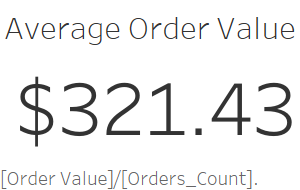 Average Order Value
$321.43
[Order Value]/[Orders_Count].